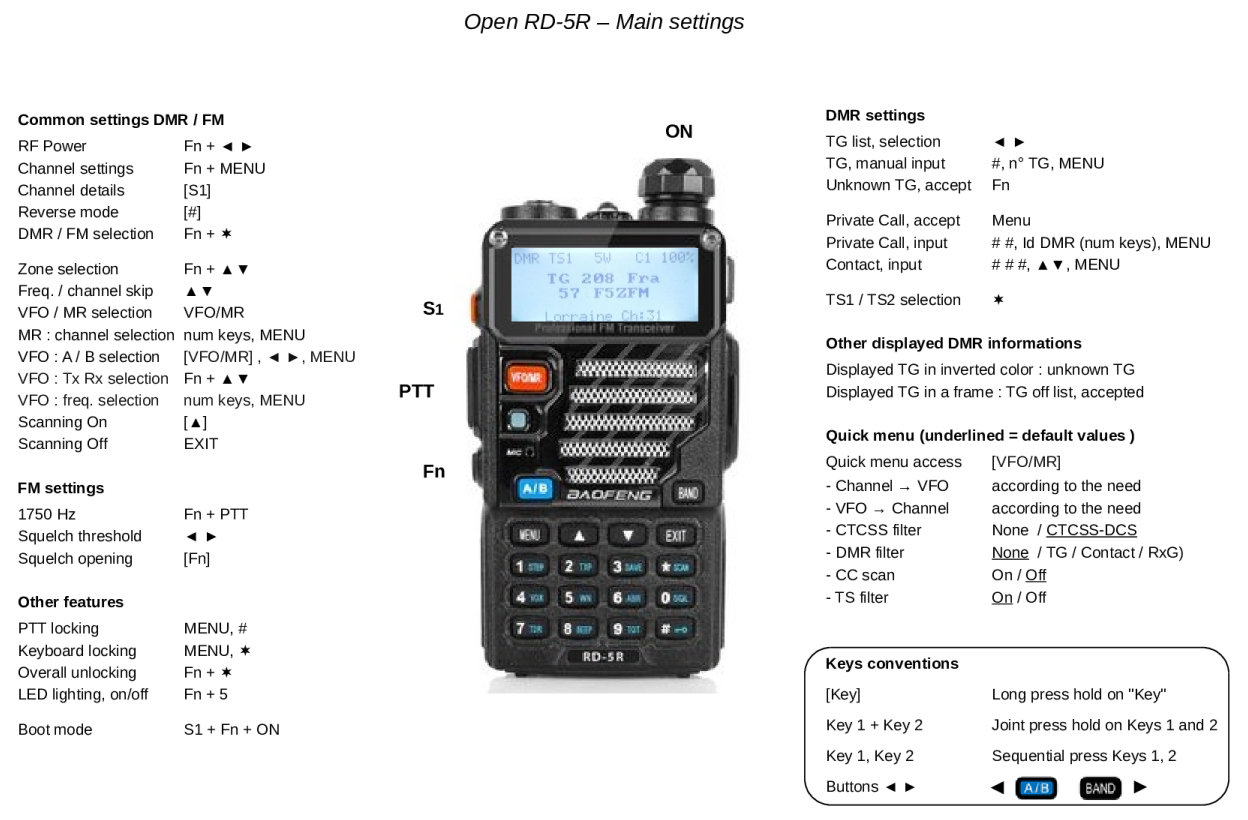 Open RD-5R – Main settings
Common settings DMR / FM
RF Power Fn + ◄ ►
Channel settings Fn + MENU
Channel details [S1]
Reverse mode [#]
DMR / FM selection Fn + ✶
Zone selection Fn + ▲▼
Freq. / channel skip ▲▼
VFO / MR selection VFO/MR
MR : channel selection num keys, MENU
VFO : A / B selection [VFO/MR] , ◄ ►, MENU
VFO : Tx Rx selection Fn + ▲▼
VFO : freq. selection num keys, MENU
Scanning On [▲]
Scanning Off EXIT
FM settings
1750 Hz Fn + PTT
Squelch threshold ◄ ►
Squelch opening [Fn]
Other features
PTT locking MENU, #
Keyboard locking MENU, ✶
Overall unlocking Fn + ✶
LED lighting, on/off Fn + 5
Boot mode S1 + Fn + ON
ON
S1
PTT
Fn
DMR TS1 5W C1 100%
TG 208 Fra
57 F5ZFM
Lorraine Ch:31
Professional FM Transceiver
VFO/MR
MIC
A/B
BAOFENG
BAND
MENU ▲ ▼ EXIT
1 STEP 2 TXP 3 SAVE * SCAN
4 VOX 5 WN 6 ABR 0 SQL
7 TDR 8 BEEP 9 TOT #
RD-5R
DMR settings
TG list, selection ◄ ►
TG, manual input #, n° TG, MENU
Unknown TG, accept Fn
Private Call, accept Menu
Private Call, input # #, Id DMR (num keys), MENU
Contact, input # # #, ▲▼, MENU
TS1 / TS2 selection ✶
Other displayed DMR informations
Displayed TG in inverted color : unknown TG
Displayed TG in a frame : TG off list, accepted
Quick menu (underlined = default values )
Quick menu access [VFO/MR]
- Channel → VFO according to the need
- VFO → Channel according to the need
- CTCSS filter None / CTCSS-DCS
- DMR filter None / TG / Contact / RxG)
- CC scan On / Off
- TS filter On / Off
Keys conventions
[Key] Long press hold on "Key"
Key 1 + Key 2 Joint press hold on Keys 1 and 2
Key 1, Key 2 Sequential press Keys 1, 2
Buttons ◄ ► ◄ A/B BAND ►